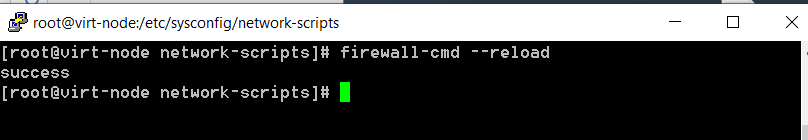 root@virt-node:/etc/sysconfig/network-scripts
[root@virt-node network-scripts]# firewall-cmd --reload
success
[root@virt-node network-scripts]#